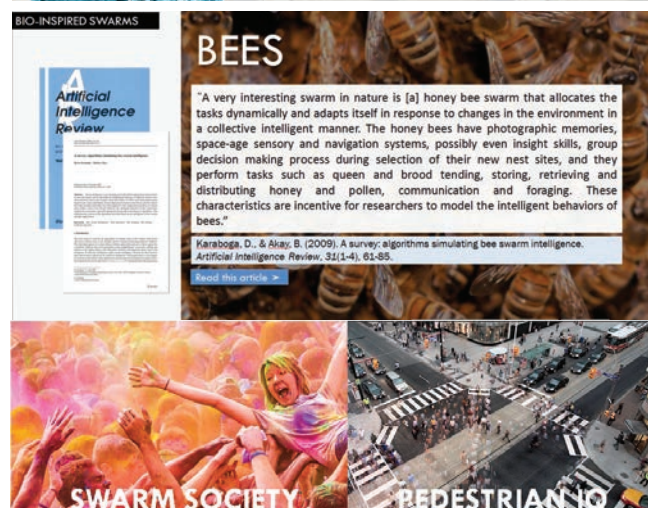 BIO-INSPIRED SWARMS
Artificial
Intelligence
Review
BEES
"A very interesting swarm in nature is [a] honey bee swarm that allocates the
tasks dynamically and adapts itself in response to changes in the environment in
a collective intelligent manner. The honey bees have photographic memories,
space-age sensory and navigation systems, possibly even insight skills, group
decision making process during selection of their new nest sites, and they
perform tasks such as queen and brood tending, storing, retrieving and
distributing honey and pollen, communication and foraging. These
characteristics are incentive for researchers to model the intelligent behaviors of
bees."
Karaboga, D., & Akay, B. (2009). A survey: algorithms simulating bee swarm intelligence.
Artificial Intelligence Review, 31(1-4), 61-85.
Read this article ➢
SWARM SOCIETY
PEDESTRIAN IQ